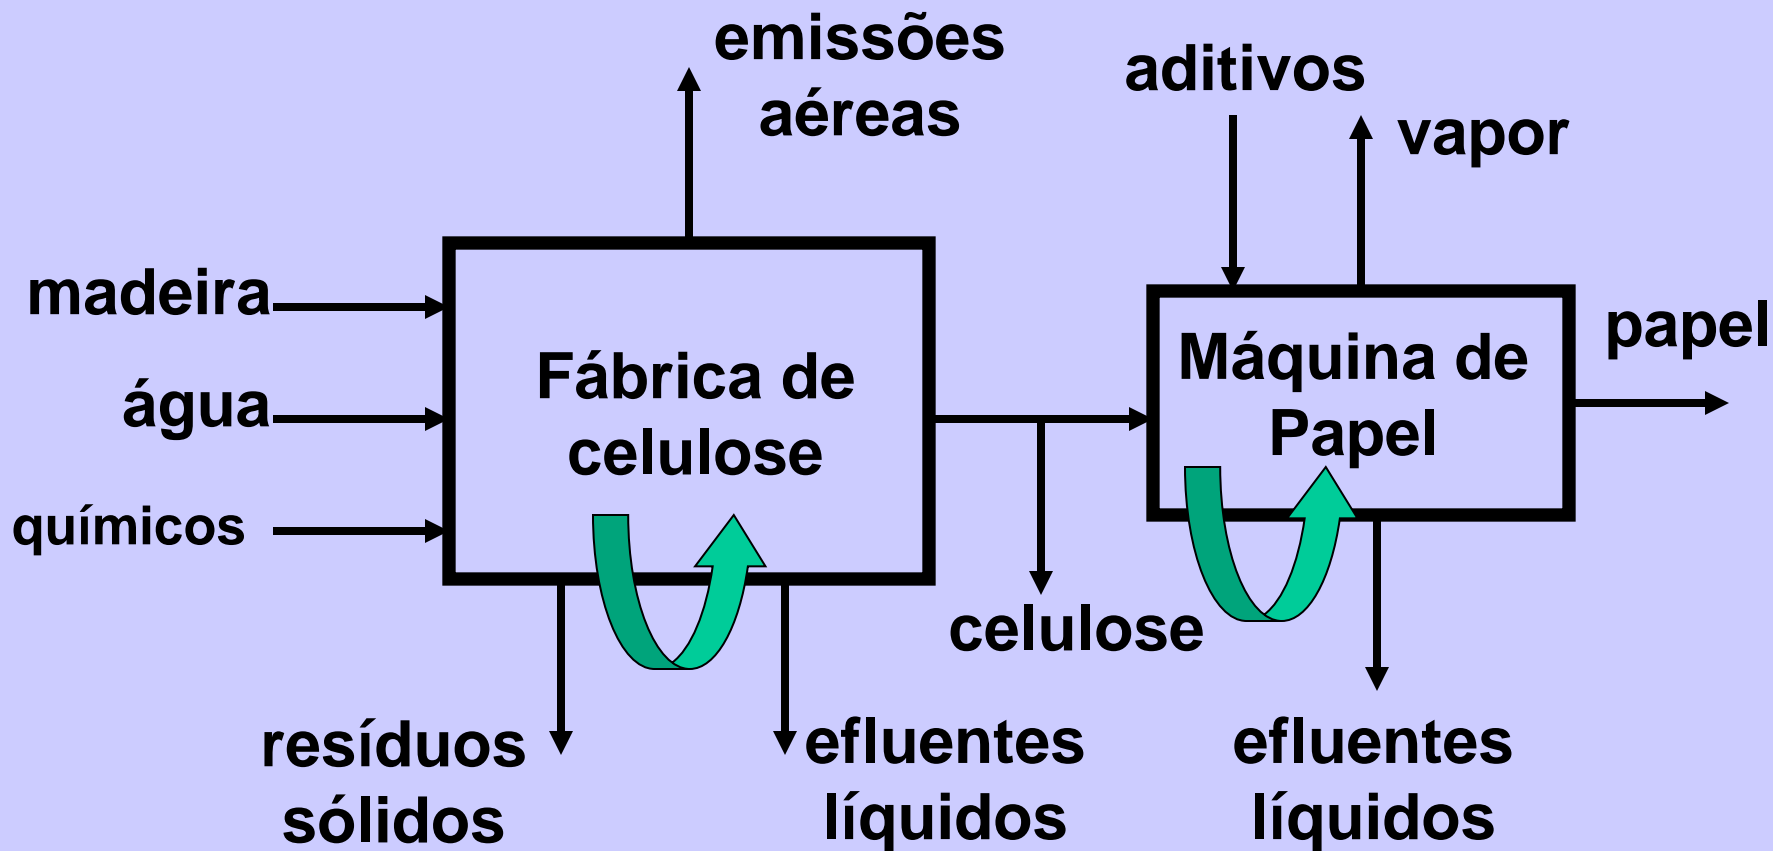 emissões
aéreas
aditivos
vapor
madeira
água
químicos
Fábrica de
celulose
Máquina de
Papel
papel
celulose
resíduos
sólidos
efluentes
líquidos
efluentes
líquidos